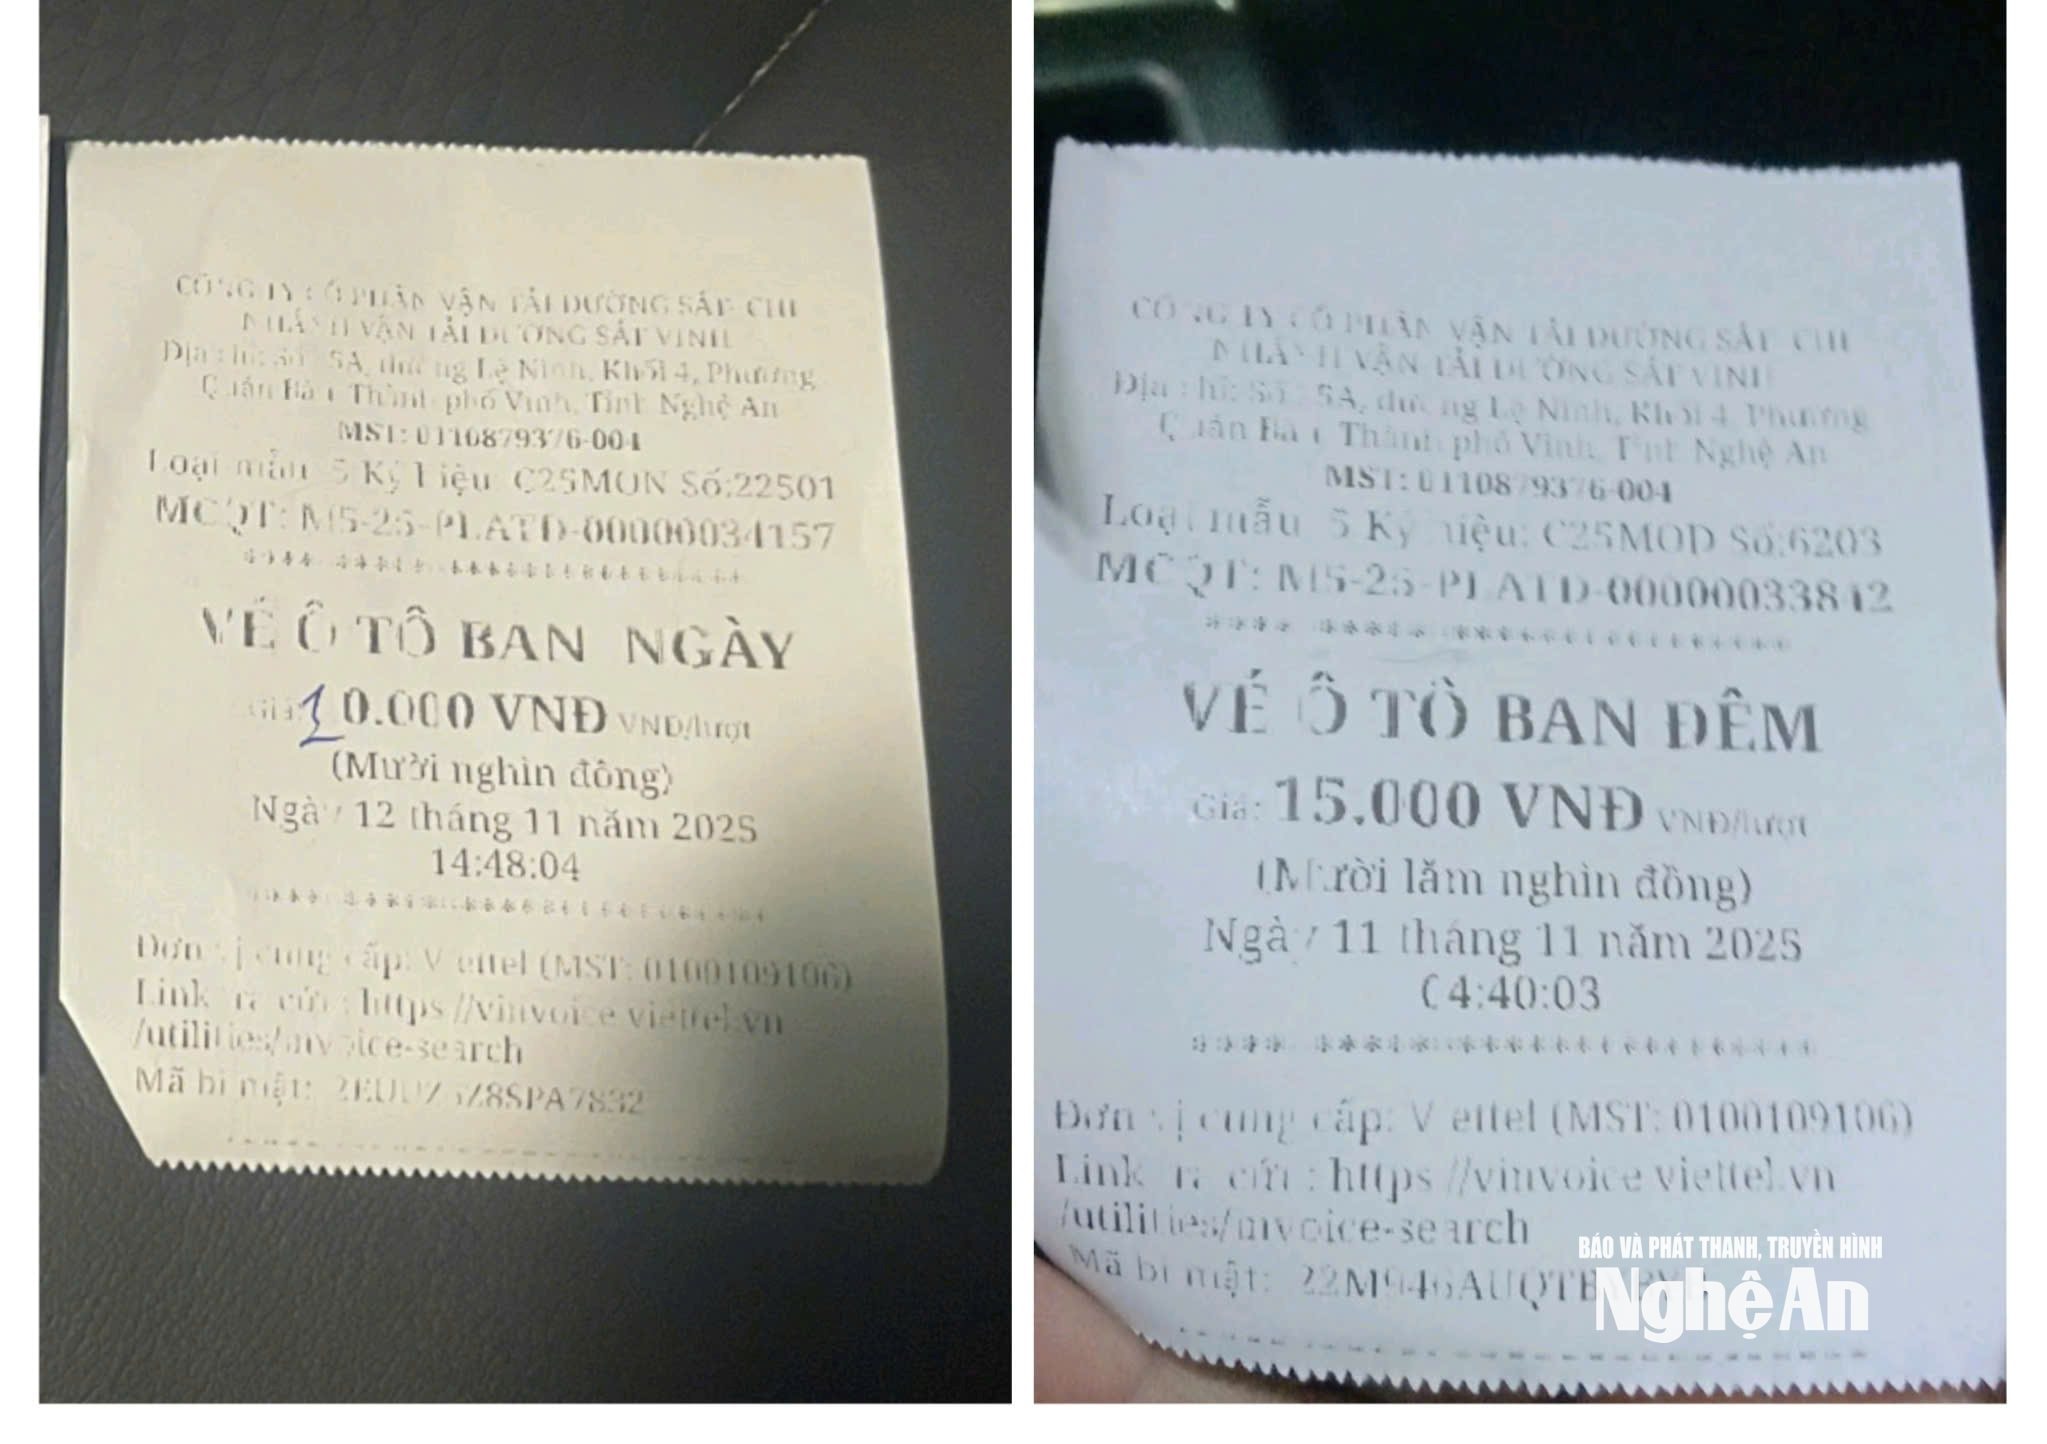 CÔNG TY CỔ PHẦN VẬN TẢI ĐƯỜNG SẮT- CHI
NHÁNH VẬN TẢI ĐƯỜNG SẮT VINH
Địa chỉ: Số 5A, đường Lệ Ninh, Khối 4, Phường
Quán Bàu Thành phố Vinh, Tỉnh Nghệ An
MST: 0110879376-004
Loại mẫu 5 Ký hiệu: C25MON Số:22501
MCQT: M5-25-PLATD-00000034157
VÉ Ô TÔ BAN NGÀY
Giá: 10.000 VNĐ VNĐ/lượt
(Mười nghìn đồng)
Ngày 12 tháng 11 năm 2025
14:48:04
Đơn vị cung cấp: Viettel (MST: 0100109106)
Link tra cứu : https://vinvoice.viettel.vn
/utilities/invoice-search
Mã bí mật:
CÔNG TY CỔ PHẦN VẬN TẢI ĐƯỜNG SẮT- CHI
NHÁNH VẬN TẢI ĐƯỜNG SẮT VINH
Địa chỉ: Số 5A, đường Lệ Ninh, Khối 4, Phường
Quán Bàu Thành phố Vinh, Tỉnh Nghệ An
MST: 0110879376-004
Loại mẫu 5 Ký hiệu: C25MOD Số:6203
MCQT: M5-25-PLATD-00000033842
VÉ Ô TÔ BAN ĐÊM
Giá: 15.000 VNĐ VNĐ/lượt
(Mười lăm nghìn đồng)
Ngày 11 tháng 11 năm 2025
04:40:03
Đơn vị cung cấp: Viettel (MST: 0100109106)
Link tra cứu : https://vinvoice.viettel.vn
/utilities/invoice-search
Mã bí mật:
BÁO VÀ PHÁT THANH, TRUYỀN HÌNH
Nghệ An